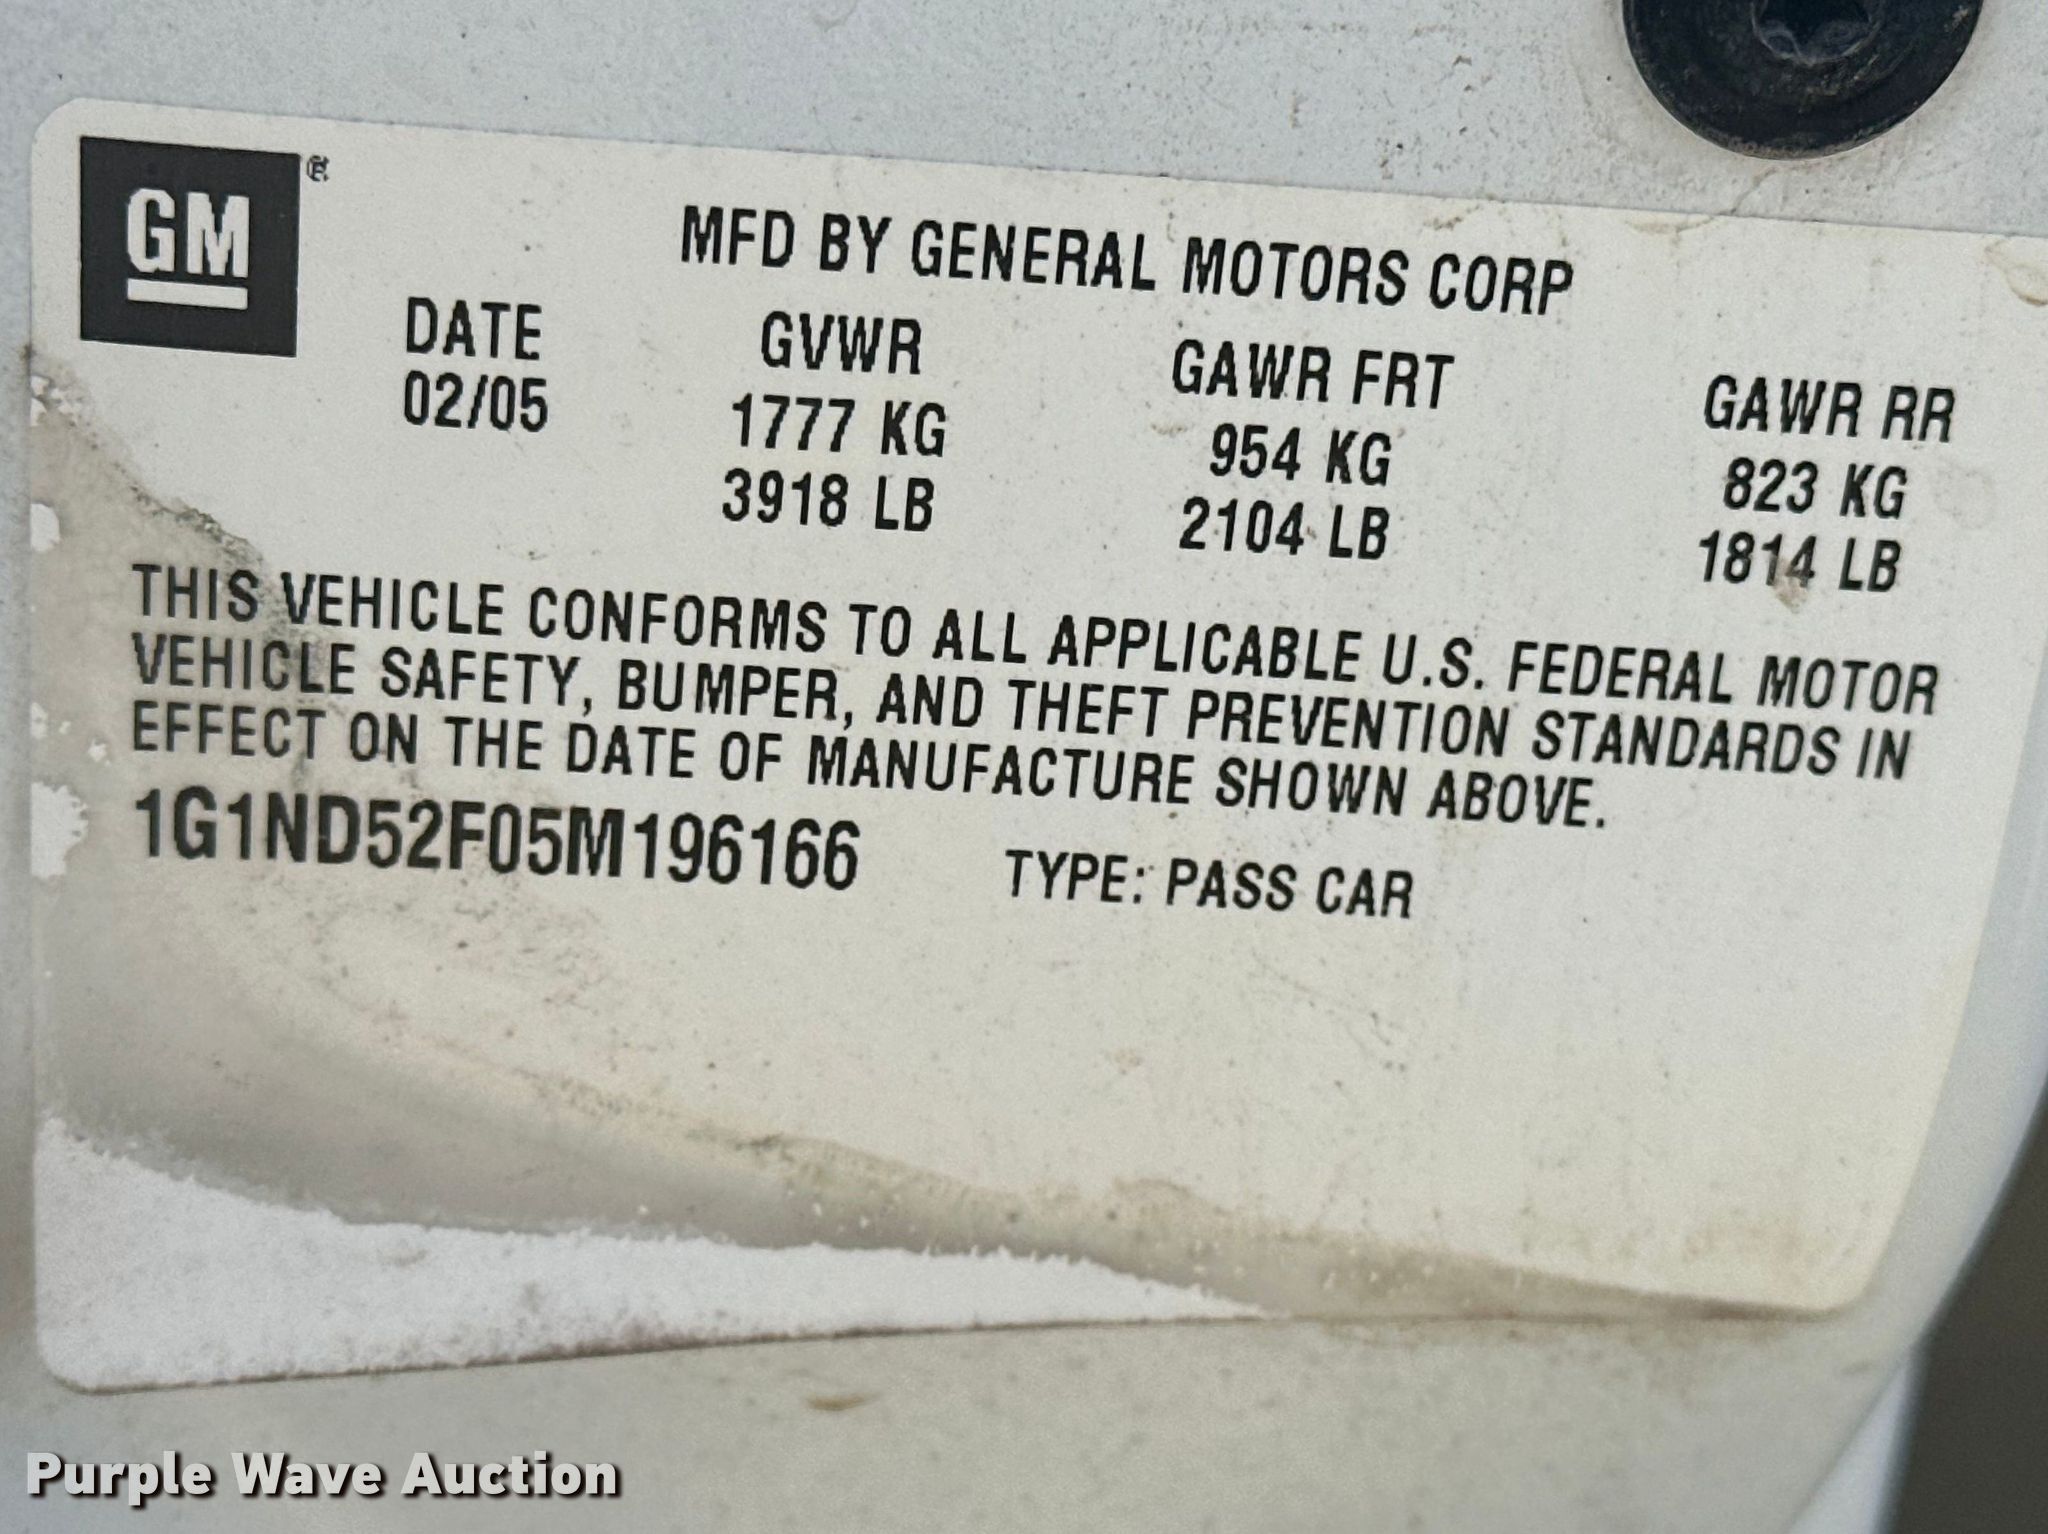 GM®
MFD BY GENERAL MOTORS CORP
DATE GVWR GAWR FRT GAWR RR
02/05 1777 KG 954 KG 823 KG
3918 LB 2104 LB 1814 LB
THIS VEHICLE CONFORMS TO ALL APPLICABLE U.S. FEDERAL MOTOR
VEHICLE SAFETY, BUMPER, AND THEFT PREVENTION STANDARDS IN
EFFECT ON THE DATE OF MANUFACTURE SHOWN ABOVE.
1G1ND52F05M196166 TYPE: PASS CAR
Purple Wave Auction